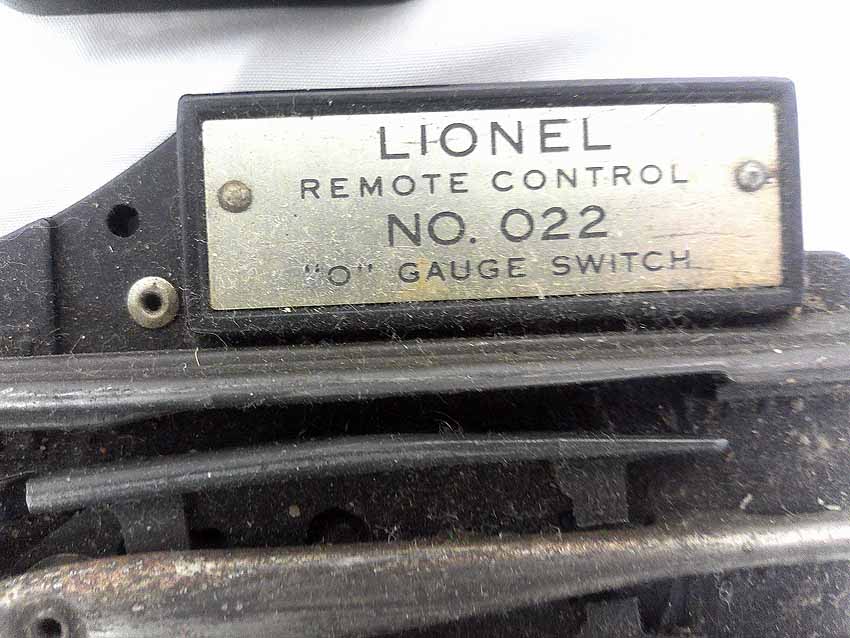 LIONEL
REMOTE CONTROL
NO. 022
"O" GAUGE SWITCH